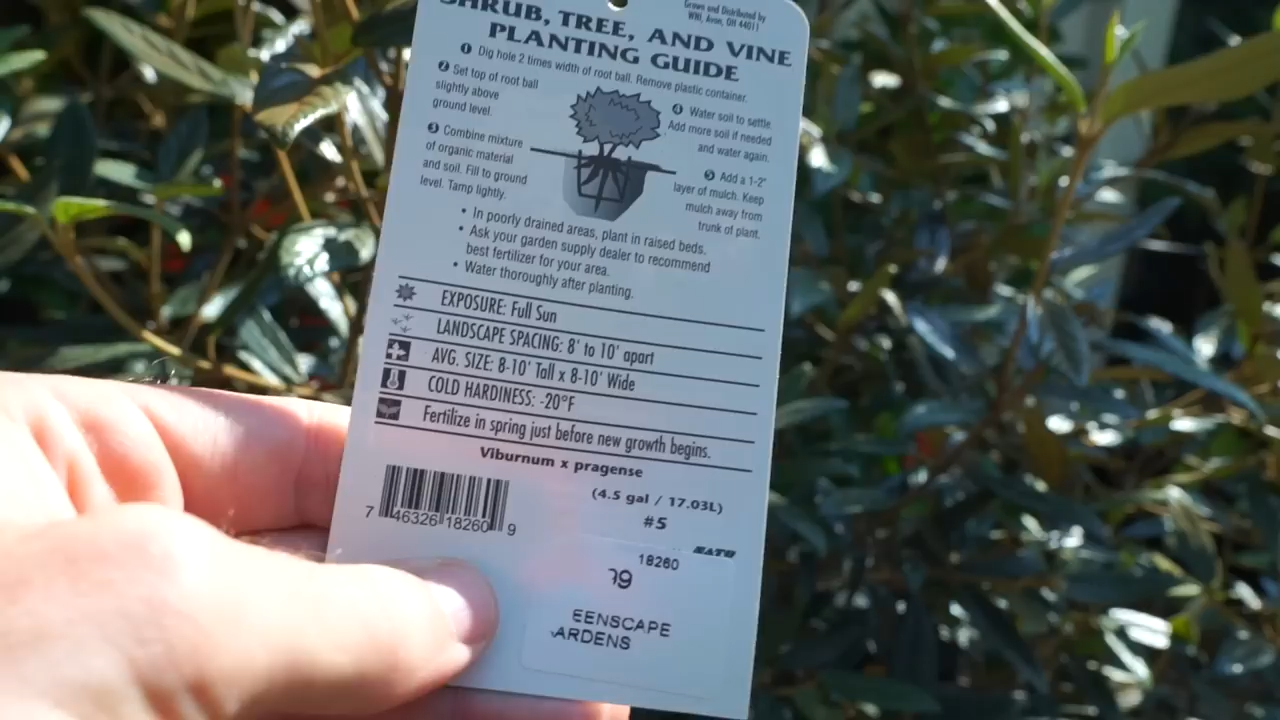 Grown and Distributed by
WNI, Avon, OH 44011
SHRUB, TREE, AND VINE
PLANTING GUIDE
1 Dig hole 2 times width of root ball. Remove plastic container.
2 Set top of root ball
slightly above
ground level.
3 Combine mixture
of organic material
and soil. Fill to ground
level. Tamp lightly.
4 Water soil to settle.
Add more soil if needed
and water again.
5 Add a 1-2"
layer of mulch. Keep
mulch away from
trunk of plant.
• In poorly drained areas, plant in raised beds.
• Ask your garden supply dealer to recommend
best fertilizer for your area.
• Water thoroughly after planting.
EXPOSURE: Full Sun
LANDSCAPE SPACING: 8' to 10' apart
AVG. SIZE: 8-10' Tall x 8-10' Wide
COLD HARDINESS: -20°F
Fertilize in spring just before new growth begins.
Viburnum x pragense
(4.5 gal / 17.03L)
#5
7 46326 18260 9
SATO
18260
99
EENSCAPE
ARDENS